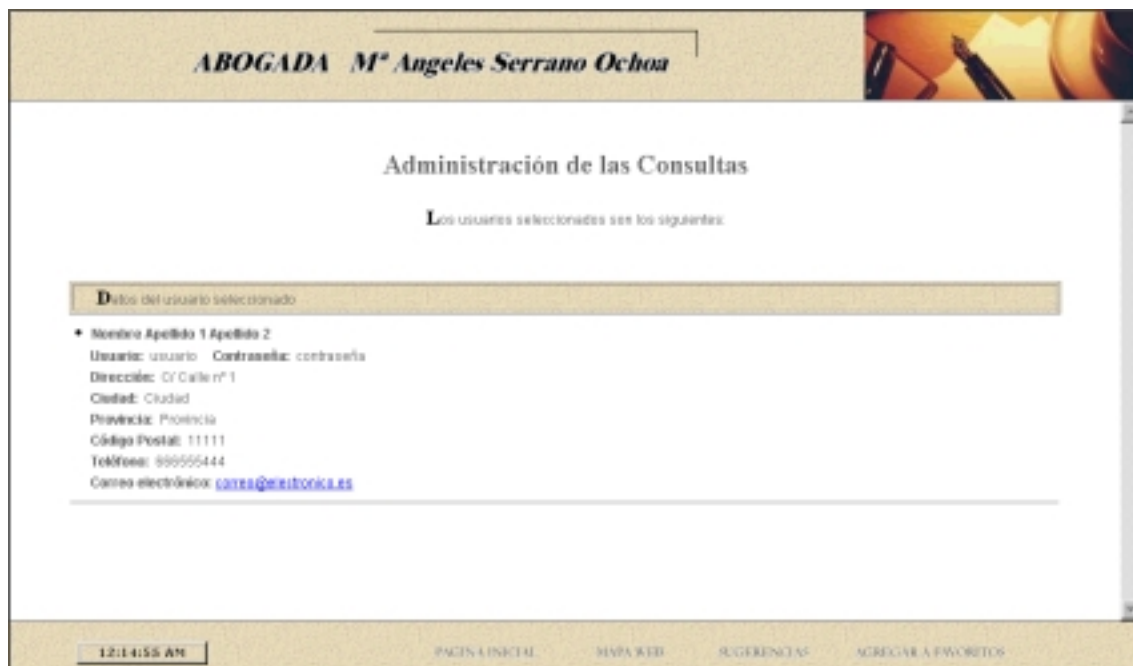 ABOGADA Mª Angeles Serrano Ochoa
Administración de las Consultas
Los usuarios seleccionados son los siguientes:
Datos del usuario seleccionado
• Nombre Apellido 1 Apellido 2
Usuario: usuario Contraseña: contraseña
Dirección: C/ Calle nº 1
Ciudad: Ciudad
Provincia: Provincia
Código Postal: 11111
Teléfono:
Correo electrónico: correo@electronico.es
12:14:55 AM PAGINA INICIAL MAPA WEB SUGERENCIAS AGREGAR A FAVORITOS